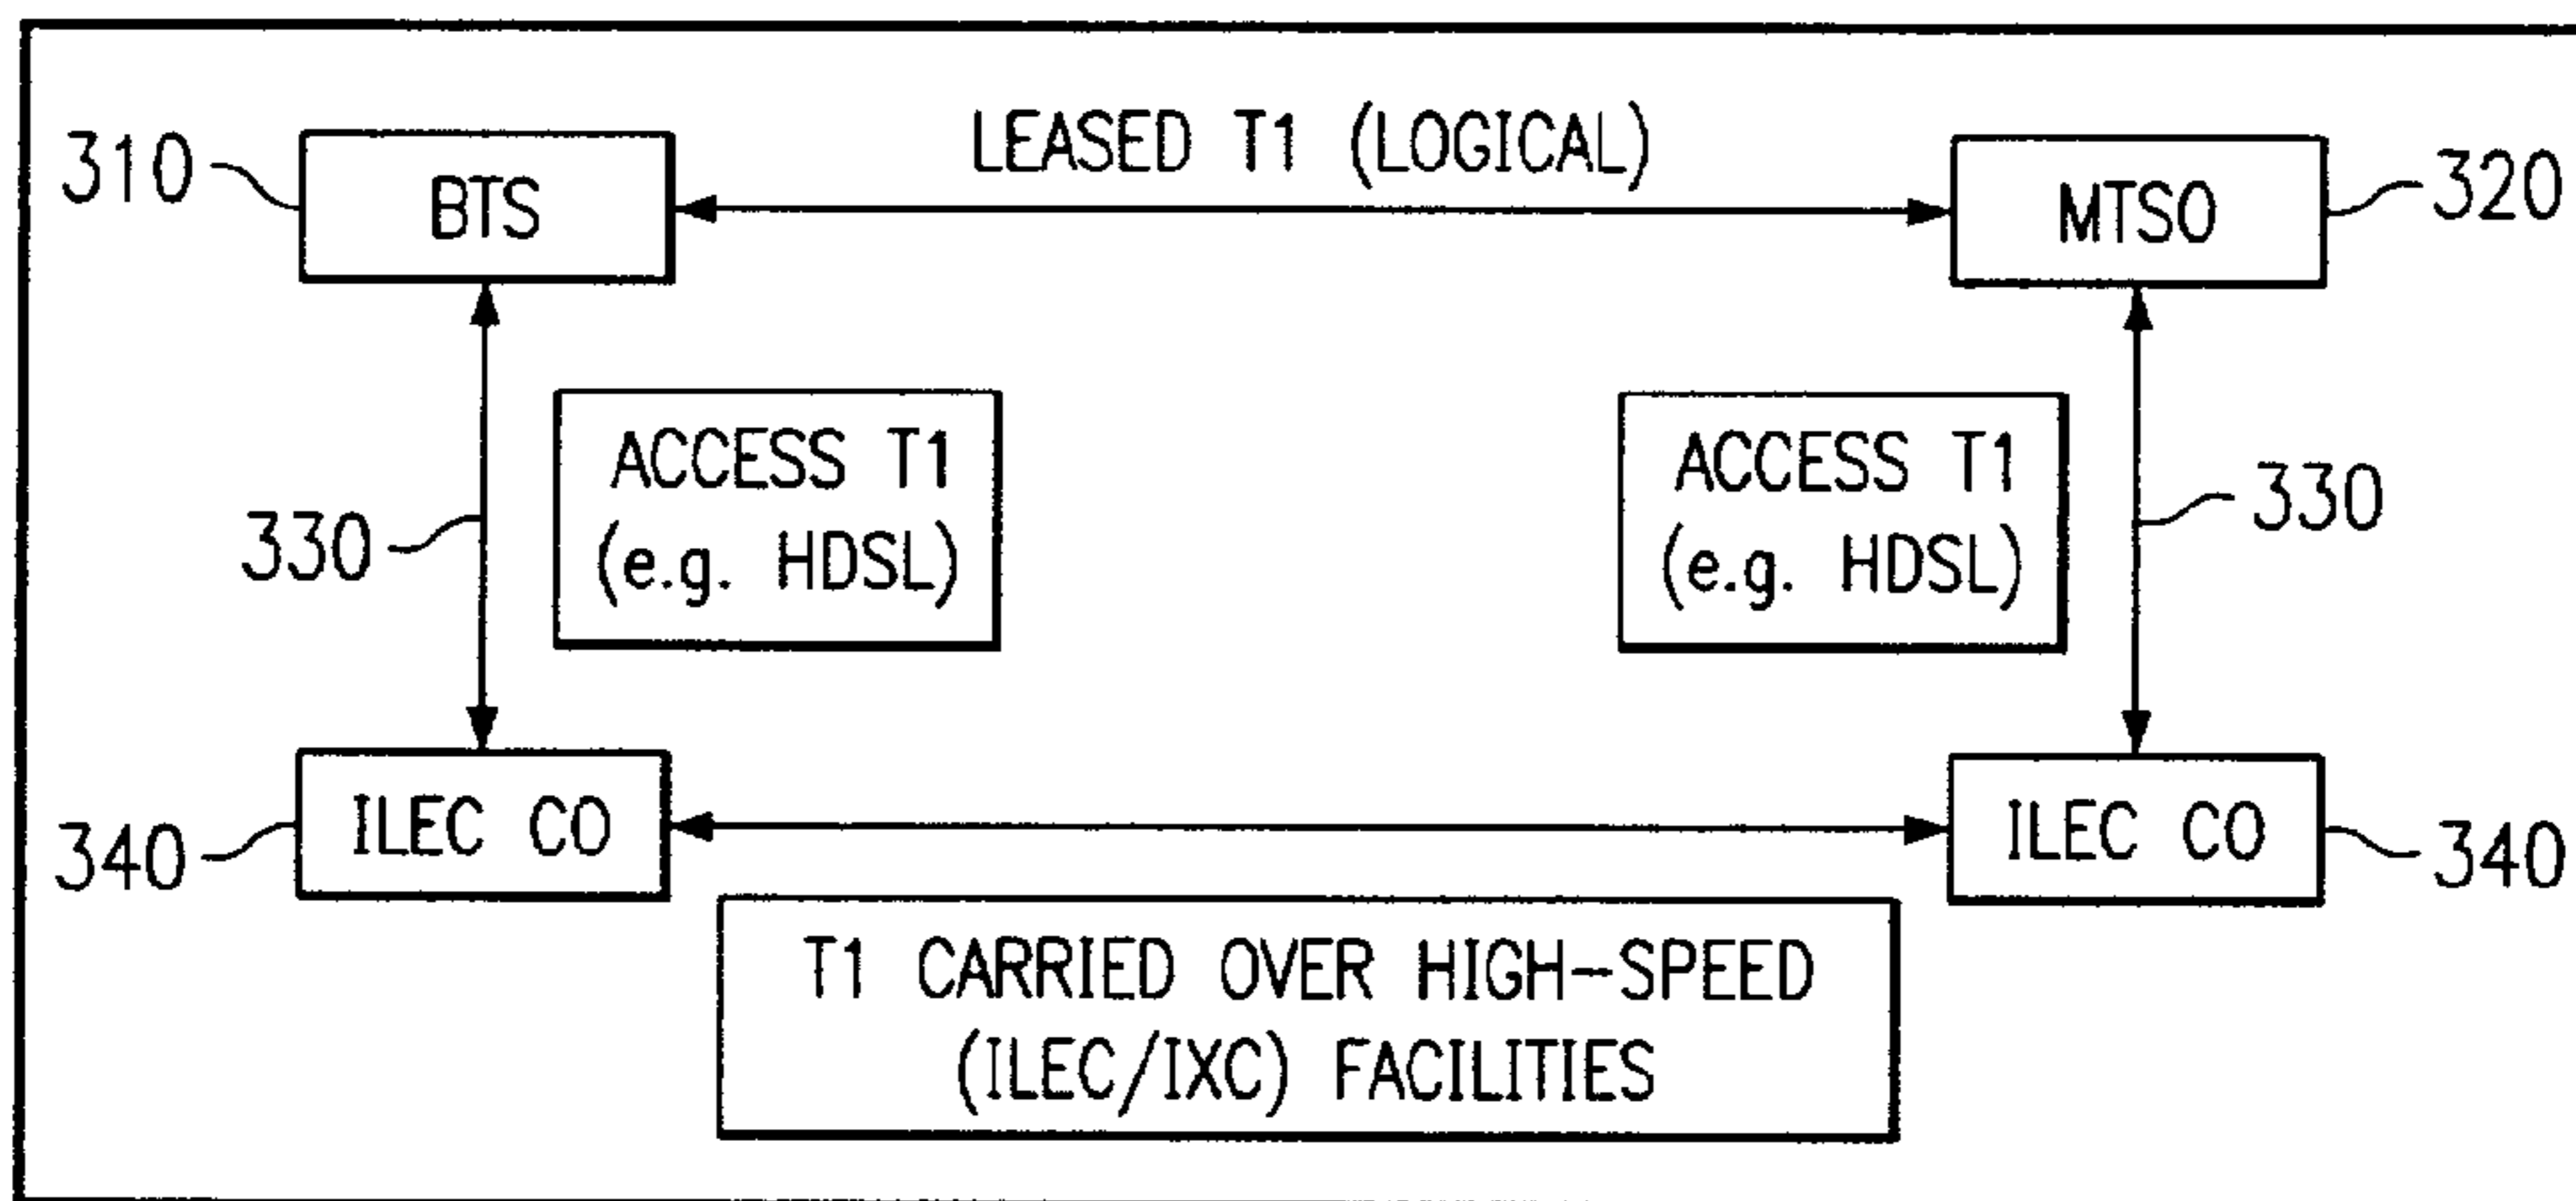 310
BTS
LEASED T1 (LOGICAL)
MTSO
320
330
ACCESS T1
(e.g. HDSL)
ACCESS T1
(e.g. HDSL)
330
340
ILEC CO
ILEC CO
340
T1 CARRIED OVER HIGH-SPEED
(ILEC/IXC) FACILITIES